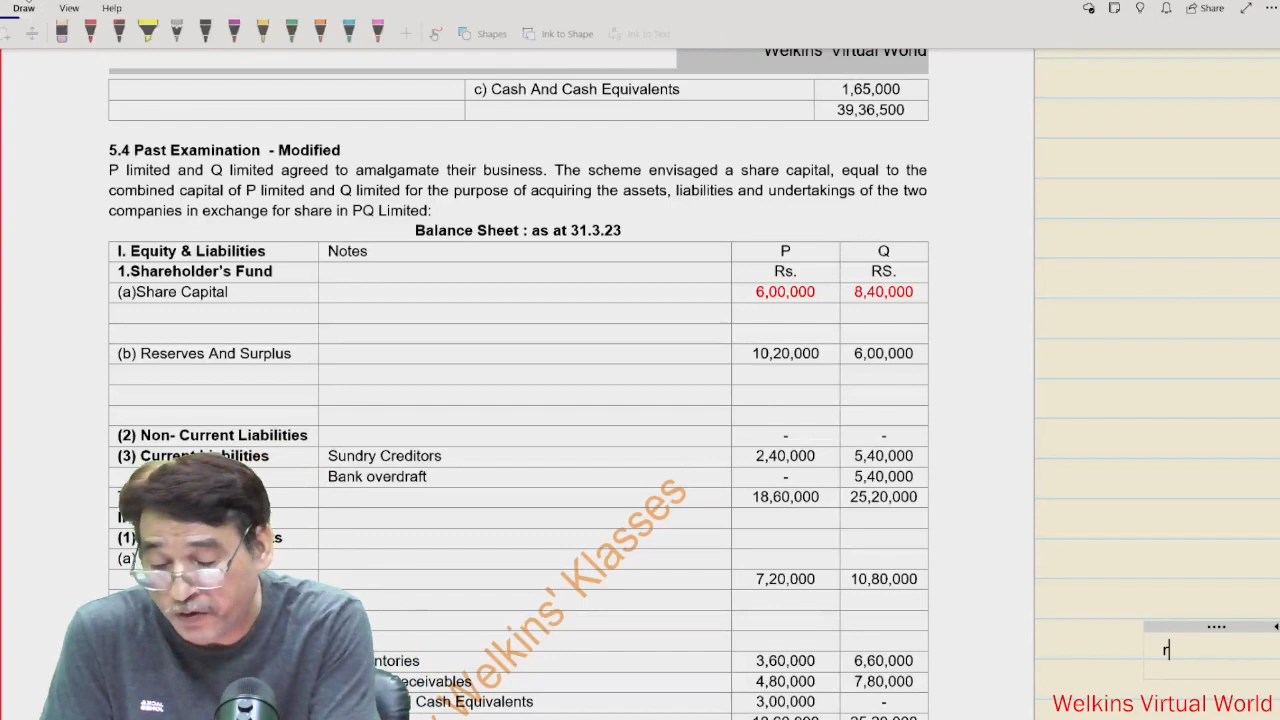 Draw View Help Share
Shapes Ink to Shape Ink to Text
Welkins' Virtual World
c) Cash And Cash Equivalents 1,65,000
39,36,500
5.4 Past Examination - Modified
P limited and Q limited agreed to amalgamate their business. The scheme envisaged a share capital, equal to the
combined capital of P limited and Q limited for the purpose of acquiring the assets, liabilities and undertakings of the two
companies in exchange for share in PQ Limited:
Balance Sheet : as at 31.3.23
I. Equity & Liabilities Notes P Q
1.Shareholder's Fund Rs. RS.
(a)Share Capital 6,00,000 8,40,000
(b) Reserves And Surplus 10,20,000 6,00,000
(2) Non- Current Liabilities - -
(3) Current Liabilities Sundry Creditors 2,40,000 5,40,000
Bank overdraft - 5,40,000
18,60,000 25,20,000
(1)
(a)
7,20,000 10,80,000
ntories 3,60,000 6,60,000
eceivables 4,80,000 7,80,000
Cash Equivalents 3,00,000 -
18,60,000 25,20,000
Welkins' Klasses
r
Welkins Virtual World